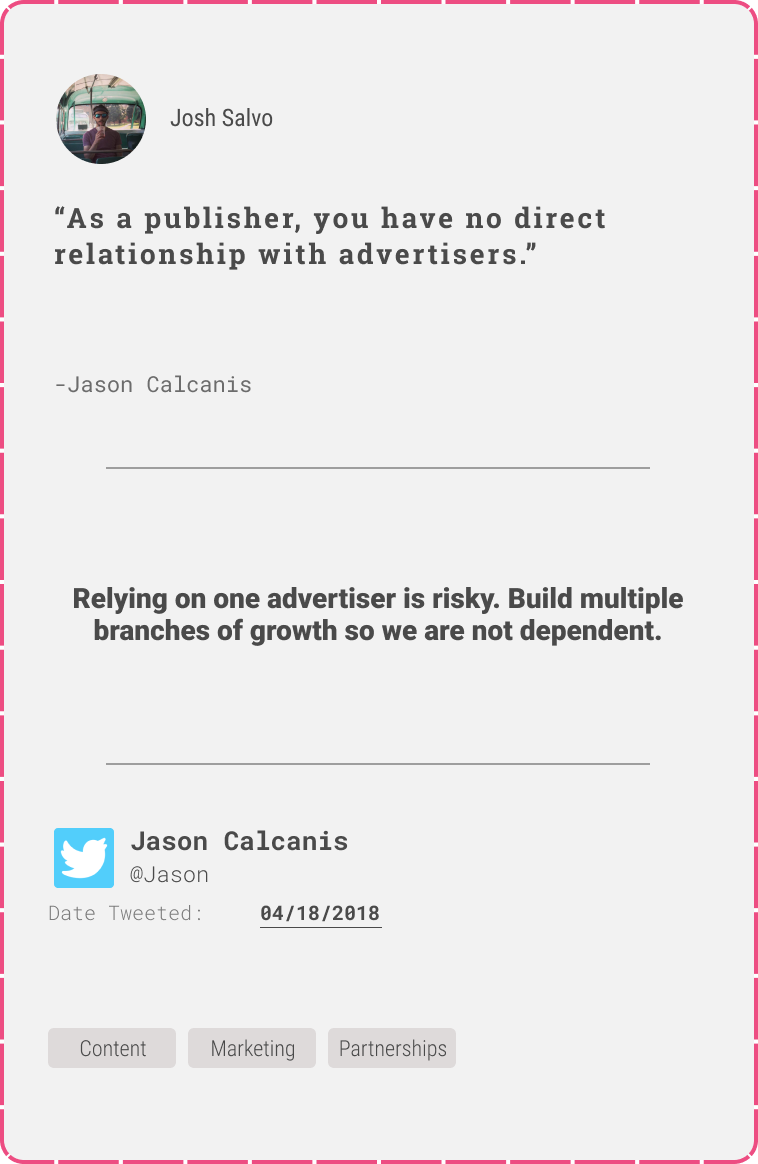 Josh Salvo
“As a publisher, you have no direct
relationship with advertisers.”
-Jason Calcanis
Relying on one advertiser is risky. Build multiple
branches of growth so we are not dependent.
Jason Calcanis
@Jason
Date Tweeted: 04/18/2018
Content Marketing Partnerships